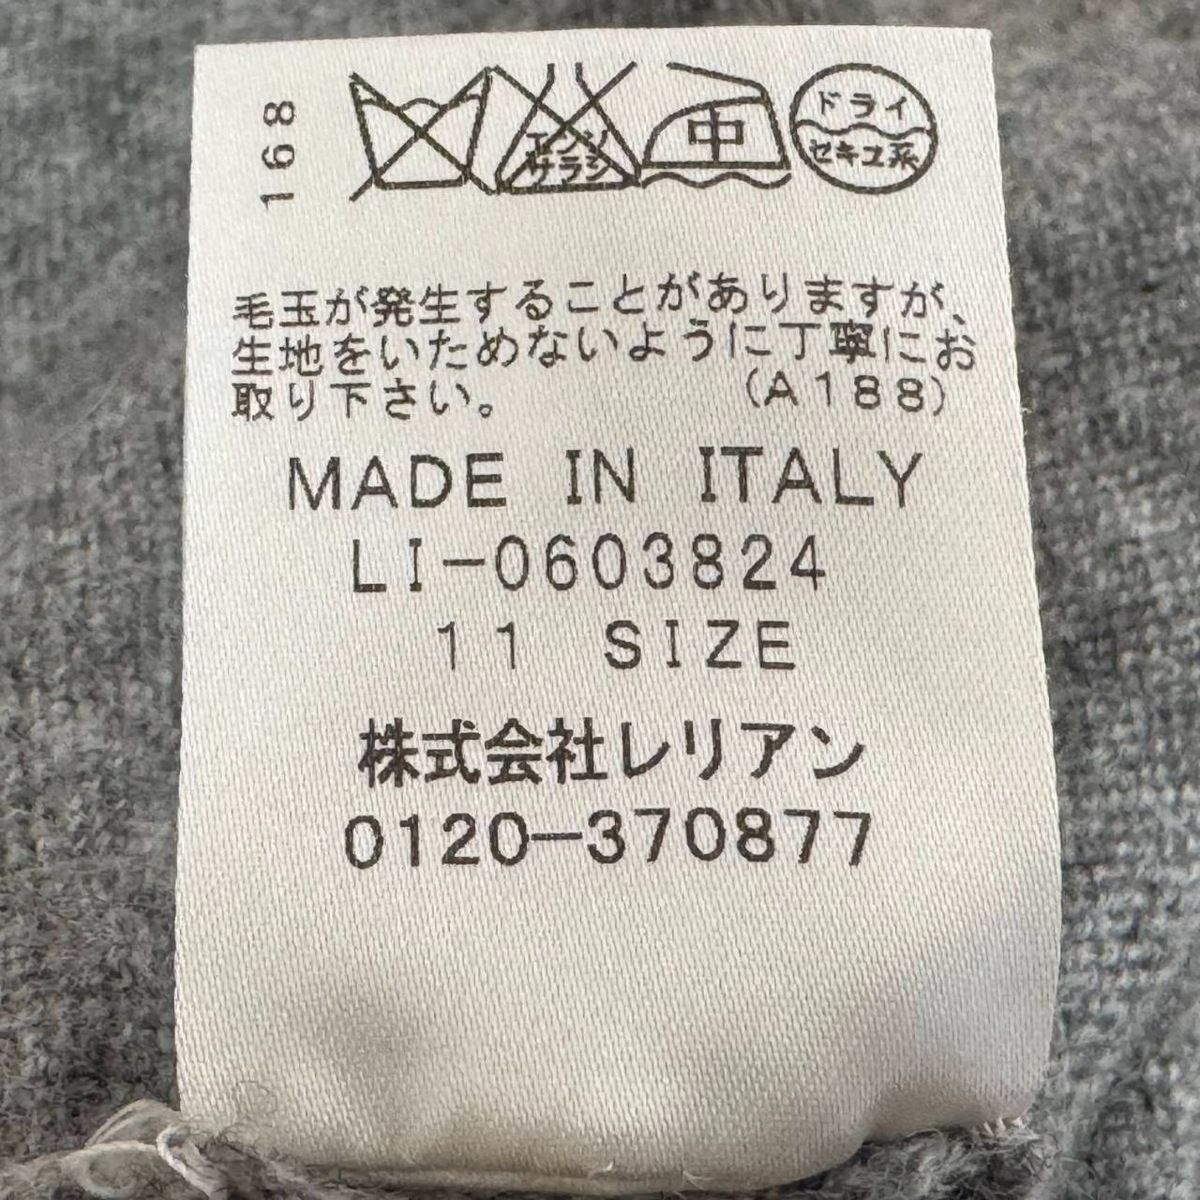 168
エンソ
サラシ
中
ドライ
セキユ系
毛玉が発生することがありますが、
生地をいためないように丁寧にお
取り下さい。 (A188)
MADE IN ITALY
LI-0603824
11 SIZE
株式会社レリアン
0120-370877